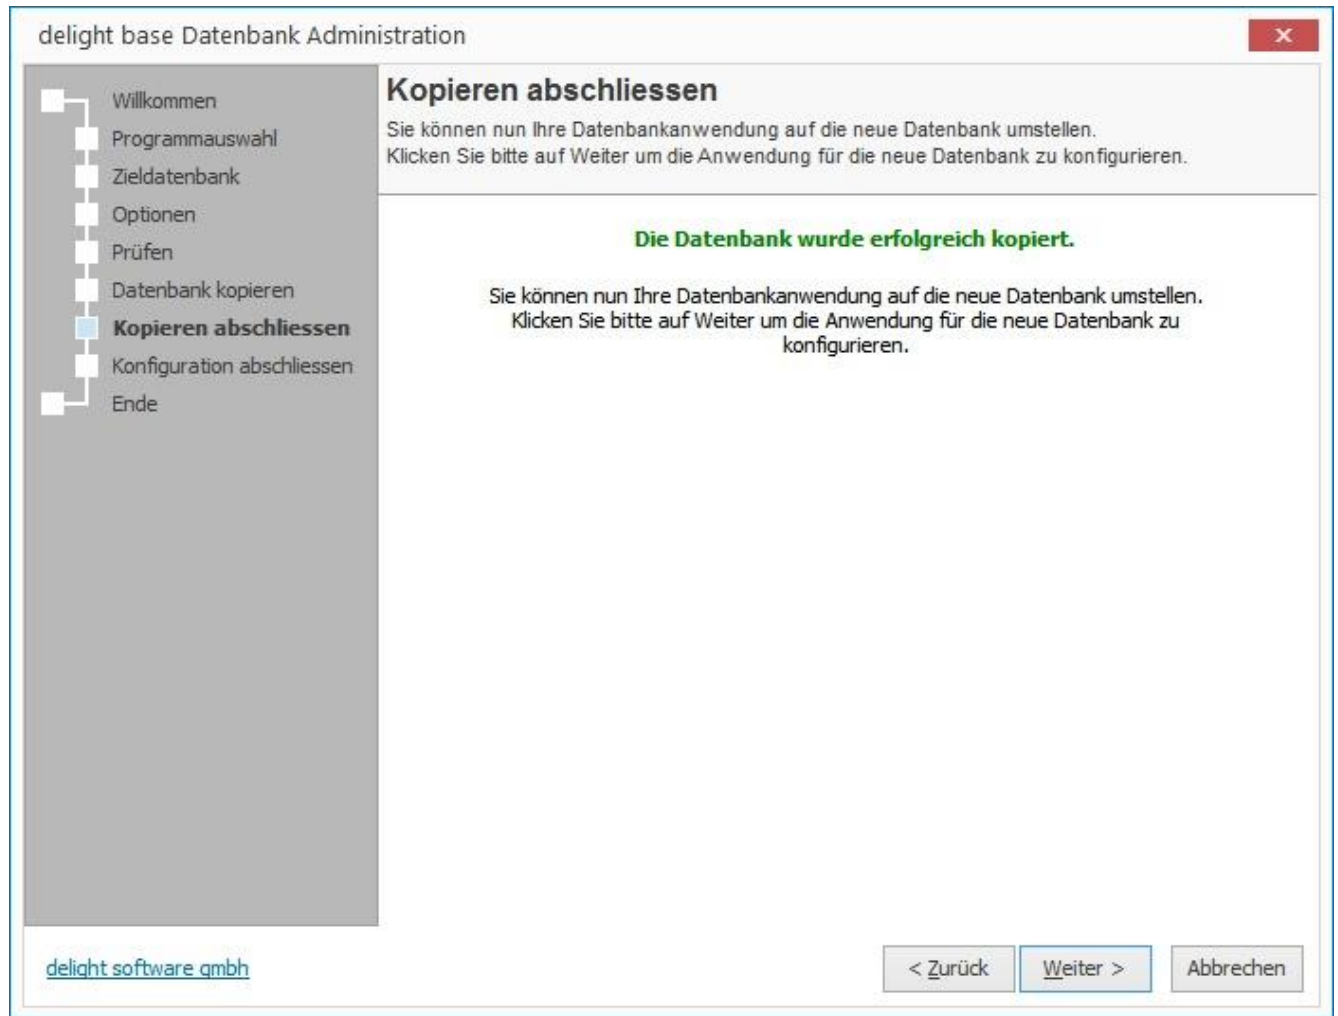 delight base Datenbank Administration
Willkommen
Programmauswahl
Zieldatenbank
Optionen
Prüfen
Datenbank kopieren
Kopieren abschliessen
Konfiguration abschliessen
Ende
Kopieren abschliessen
Sie können nun Ihre Datenbankanwendung auf die neue Datenbank umstellen.
Klicken Sie bitte auf Weiter um die Anwendung für die neue Datenbank zu konfigurieren.
Die Datenbank wurde erfolgreich kopiert.
Sie können nun Ihre Datenbankanwendung auf die neue Datenbank umstellen.
Klicken Sie bitte auf Weiter um die Anwendung für die neue Datenbank zu
konfigurieren.
delight software gmbh
< Zurück
Weiter >
Abbrechen